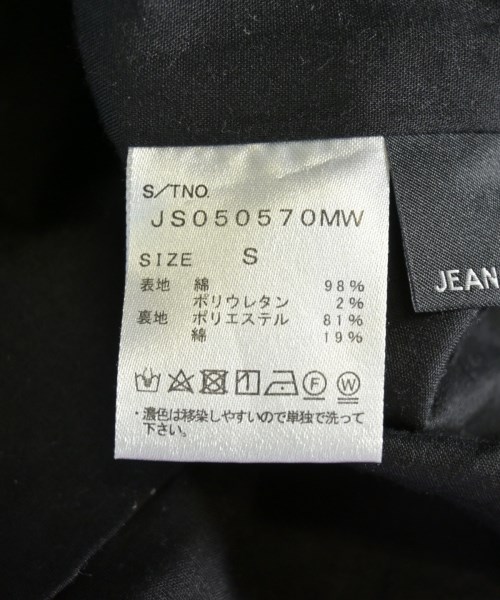 S/TNO.
JS050570MW
SIZE S
表地 綿 98%
ポリウレタン 2%
裏地 ポリエステル 81%
綿 19%
F W
・濃色は移染しやすいので単独で洗って
下さい。
JEAN